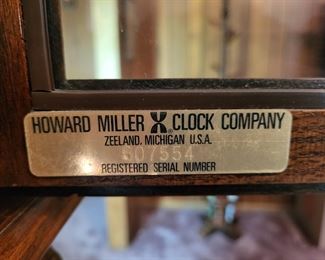 HOWARD MILLER ® CLOCK COMPANY
ZEELAND, MICHIGAN U.S.A.
REGISTERED SERIAL NUMBER